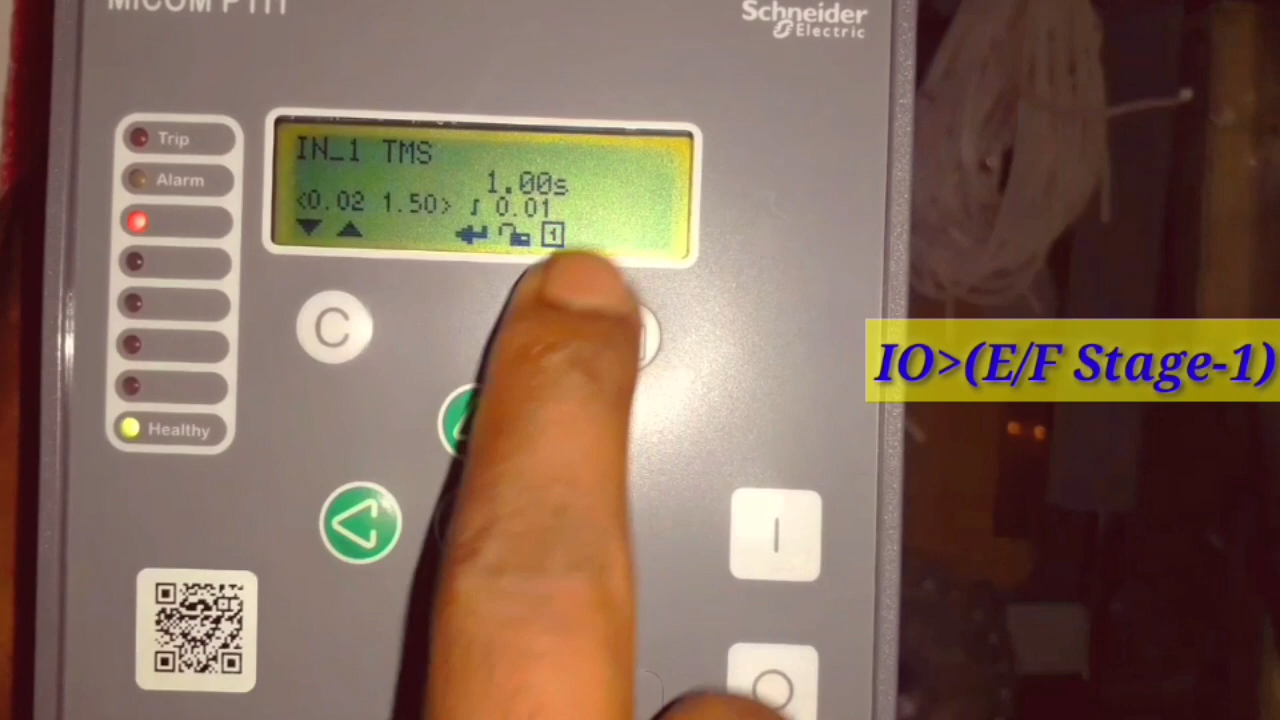 MiCOM P111
Schneider
Electric
Trip
Alarm
Healthy
IN_1 TMS
1.00s
<0.02 1.50> 0.01
1
C
I
O
IO>(E/F Stage-1)